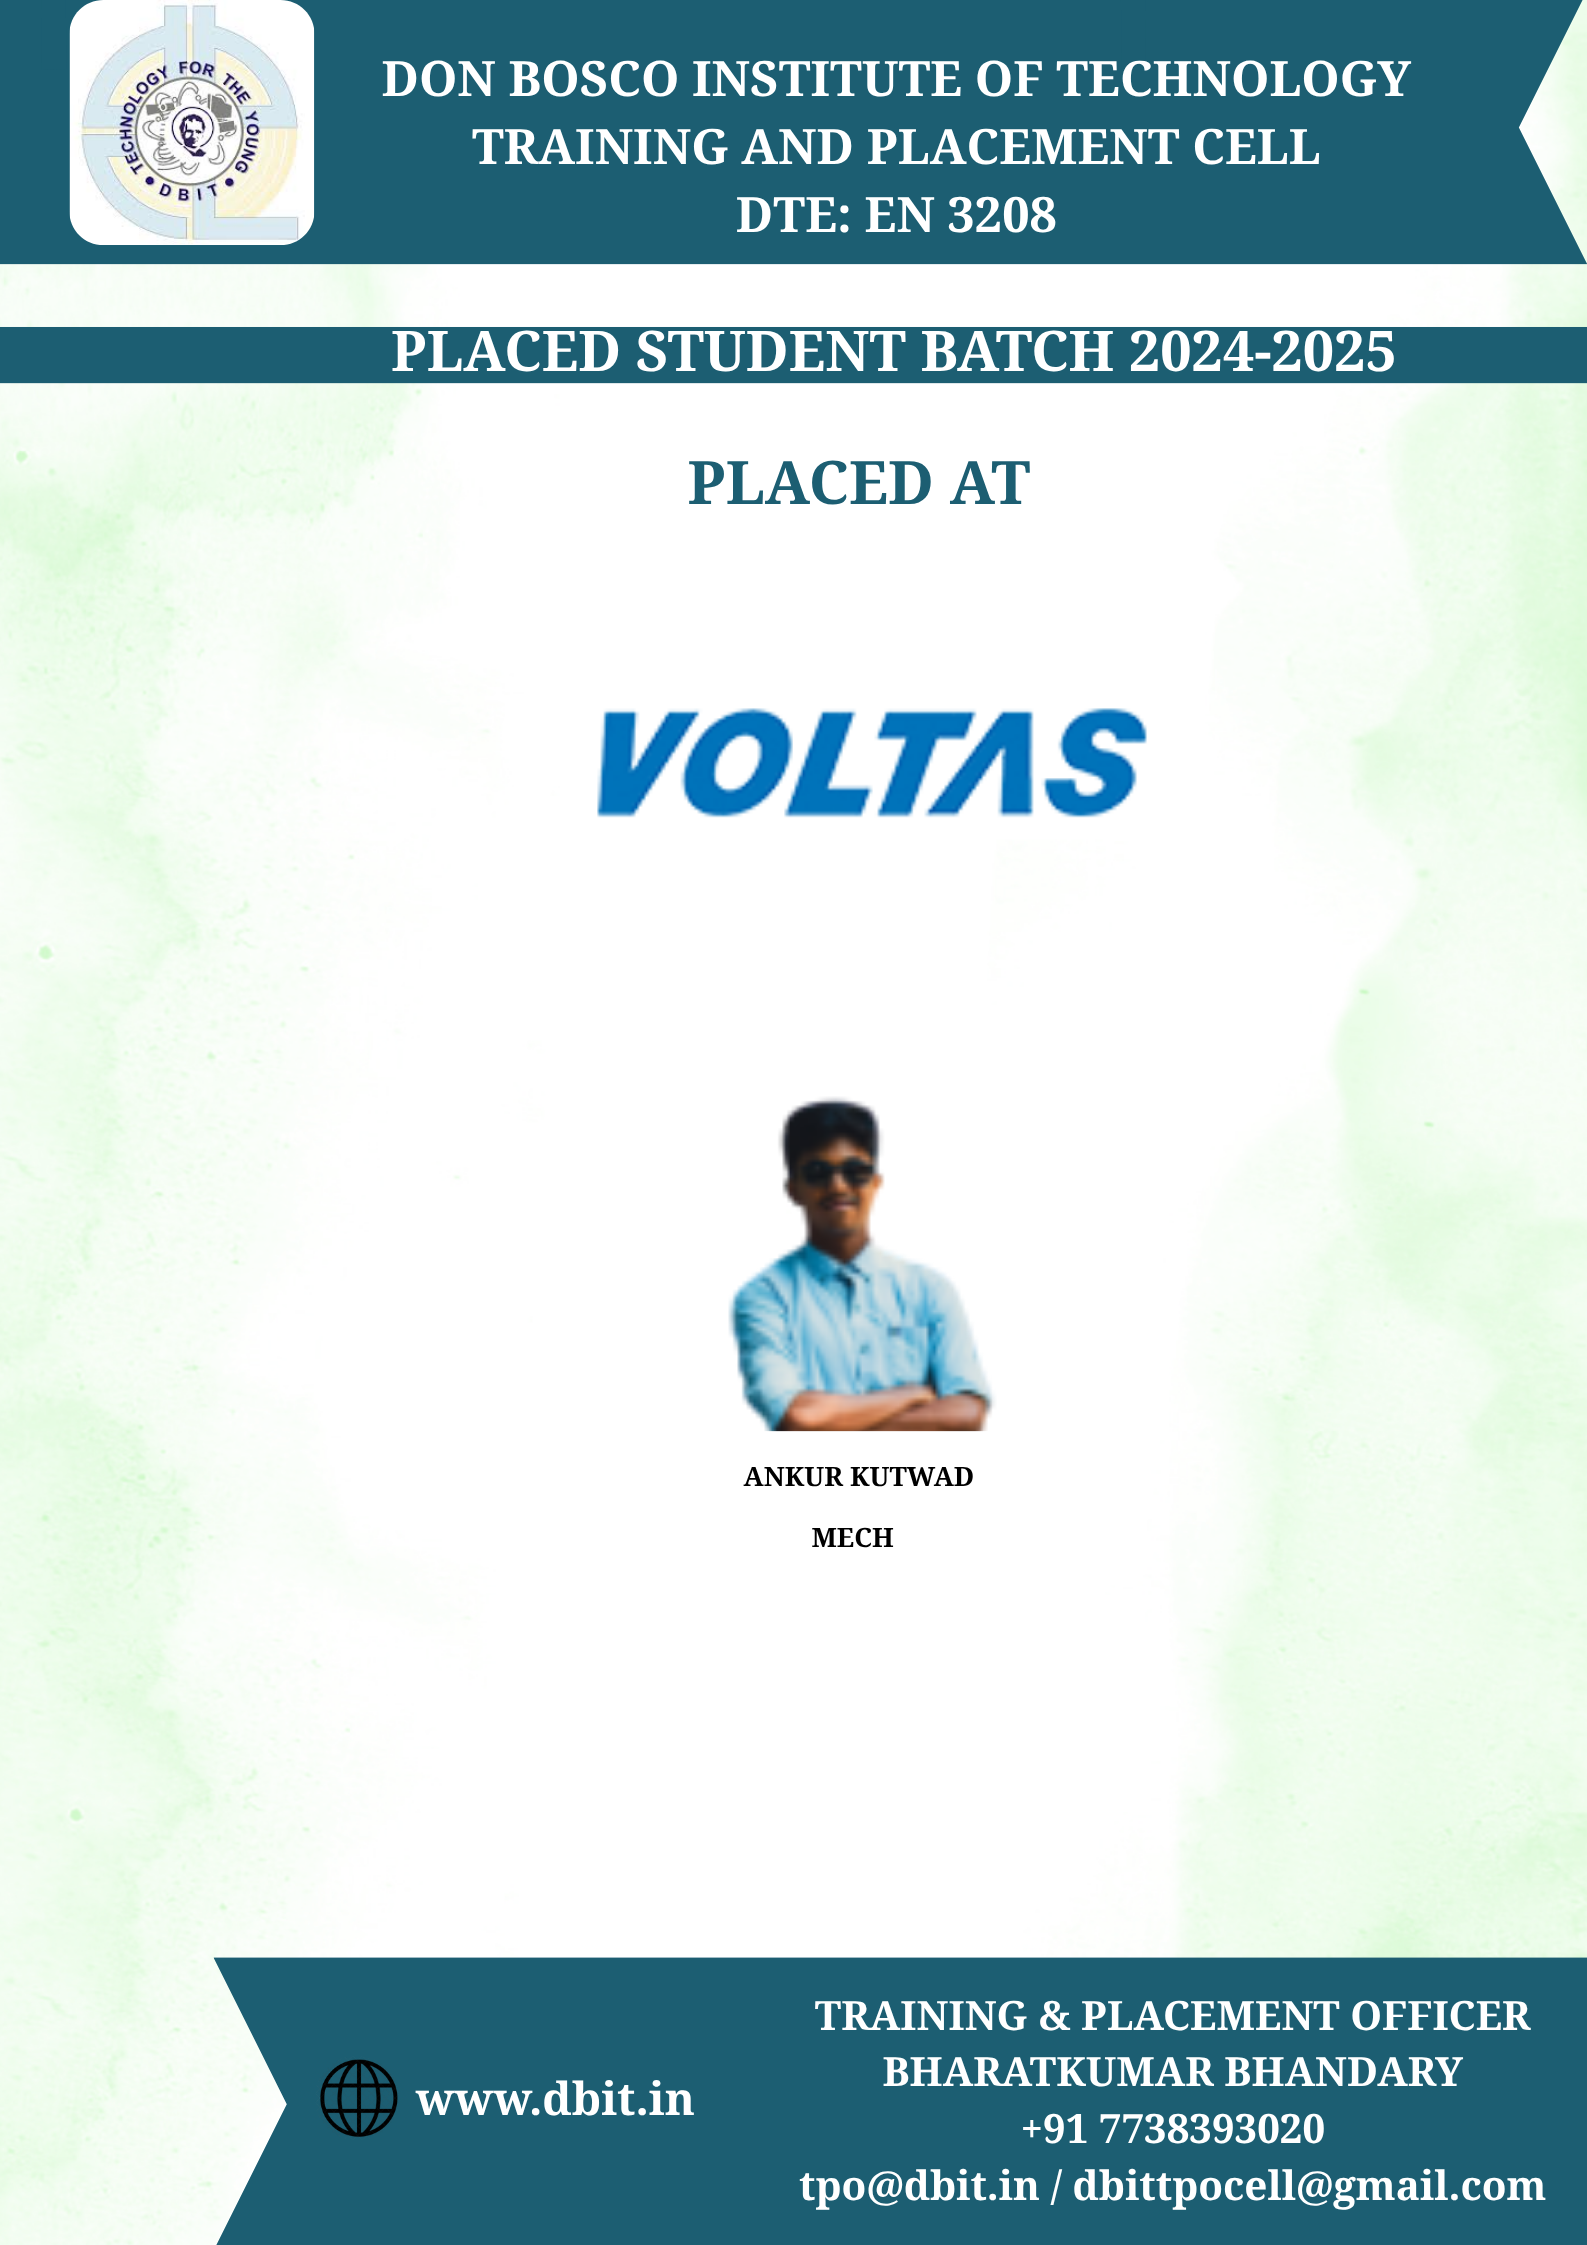 TECHNOLOGY FOR THE YOUNG
• DBIT •
DON BOSCO INSTITUTE OF TECHNOLOGY
TRAINING AND PLACEMENT CELL
DTE: EN 3208
PLACED STUDENT BATCH 2024-2025
PLACED AT
VOLTAS
ANKUR KUTWAD
MECH
www.dbit.in
TRAINING & PLACEMENT OFFICER
BHARATKUMAR BHANDARY
+91 7738393020
tpo@dbit.in / dbittpocell@gmail.com